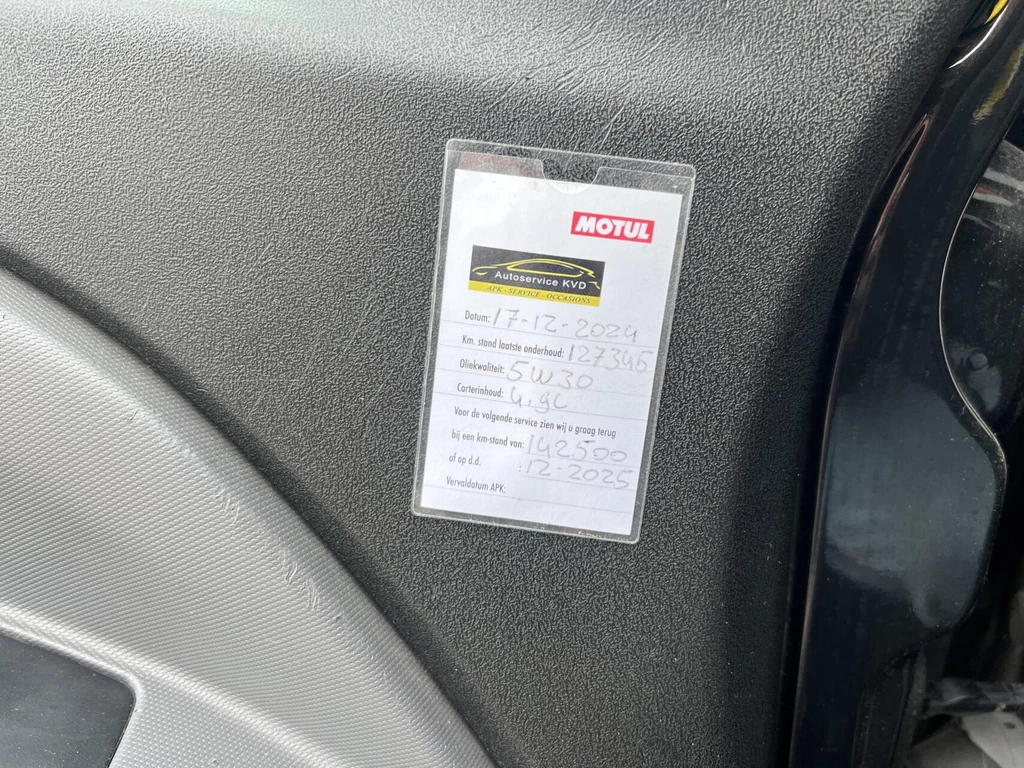 MOTUL
Autoservice KVD
APK - SERVICE - OCCASIONS
Datum: 17-12-2024
Km. stand laatste onderhoud: 127345
Oliekwaliteit: 5W30
Carterinhoud: 4,9L
Voor de volgende service zien wij u graag terug
bij een km-stand van: 142500
of op d.d. : 12-2025
Vervaldatum APK: